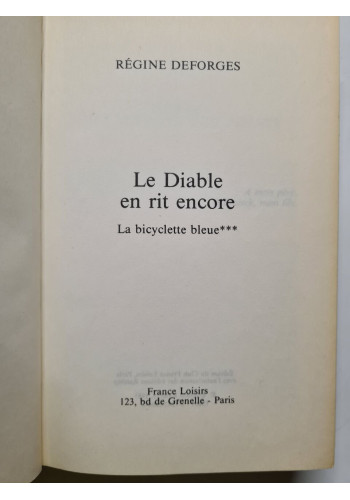 RÉGINE DEFORGES
Le Diable
en rit encore
La bicyclette bleue***
France Loisirs
123, bd de Grenelle - Paris